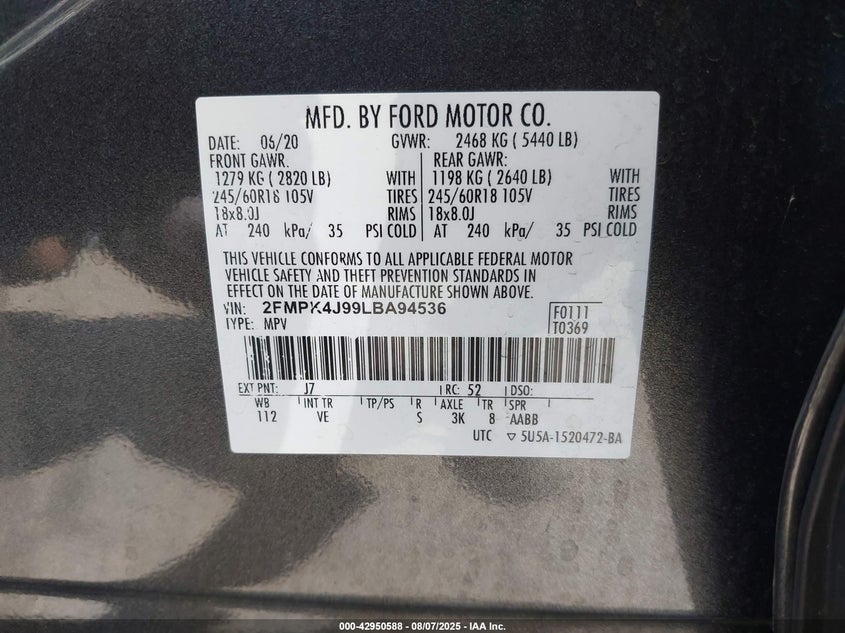 MFD. BY FORD MOTOR CO.
DATE: 06/20 GVWR: 2468 KG ( 5440 LB)
FRONT GAWR: REAR GAWR:
1279 KG ( 2820 LB) WITH 1198 KG ( 2640 LB) WITH
245/60R18 105V TIRES 245/60R18 105V TIRES
18x8.0J RIMS 18x8.0J RIMS
AT 240 kPa/ 35 PSI COLD AT 240 kPa/ 35 PSI COLD
THIS VEHICLE CONFORMS TO ALL APPLICABLE FEDERAL MOTOR
VEHICLE SAFETY AND THEFT PREVENTION STANDARDS IN
EFFECT ON THE DATE OF MANUFACTURE SHOWN ABOVE.
VIN: 2FMPK4J99LBA94536 F0111
TYPE: MPV T0369
EXT PNT: J7 RC: 52 DSO:
WB INT TR TP/PS R AXLE TR SPR
112 VE S 3K 8 AABB
UTC ▽ 5U5A-1520472-BA
000-42950588 - 08/07/2025 - IAA Inc.